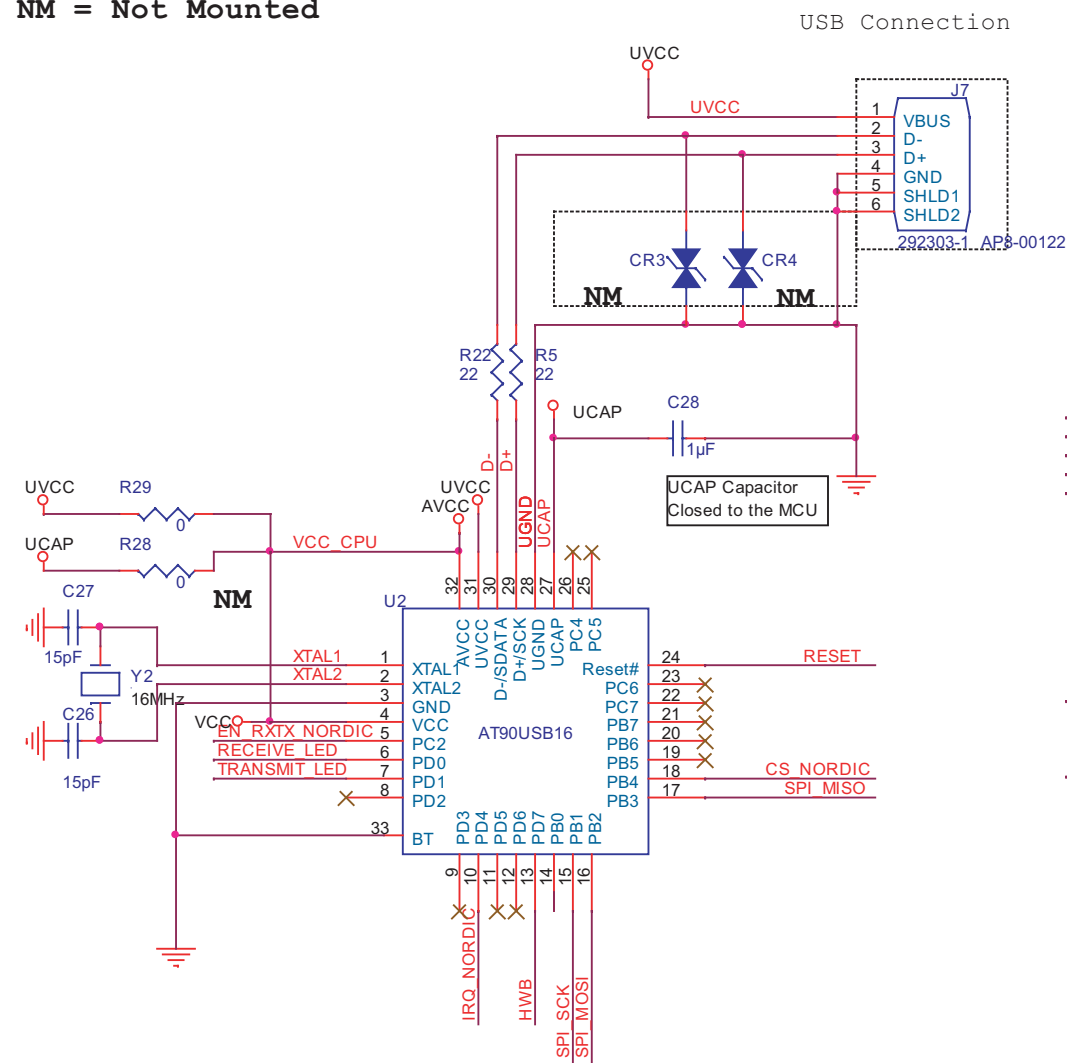 NM = Not Mounted
USB Connection
UVCC
UVCC
J7
1
VBUS
2
D-
3
D+
4
GND
5
SHLD1
6
SHLD2
292303-1 AP8-00122
CR3
CR4
NM
NM
R22
22
R5
22
UCAP
C28
1µF
UCAP Capacitor
Closed to the MCU
D-
D+
UGND
UCAP
UVCC
AVCC
UVCC
R29
0
UCAP
R28
0
VCC_CPU
NM
C27
15pF
Y2
16MHz
C26
15pF
U2
32
31
30
29
28
27
26
25
AVCC
UVCC
D-/SDATA
D+/SCK
UGND
UCAP
PC4
PC5
XTAL1
1
XTAL1
XTAL2
2
XTAL2
3
GND
VCC
4
VCC
EN_RXTX_NORDIC
5
PC2
RECEIVE_LED
6
PD0
TRANSMIT_LED
7
PD1
8
PD2
33
BT
AT90USB16
Reset#
24
RESET
PC6
23
PC7
22
PB7
21
PB6
20
PB5
19
PB4
18
CS_NORDIC
PB3
17
SPI_MISO
PD3
PD4
PD5
PD6
PD7
PB0
PB1
PB2
9
10
11
12
13
14
15
16
IRQ_NORDIC
HWB
SPI_SCK
SPI_MOSI